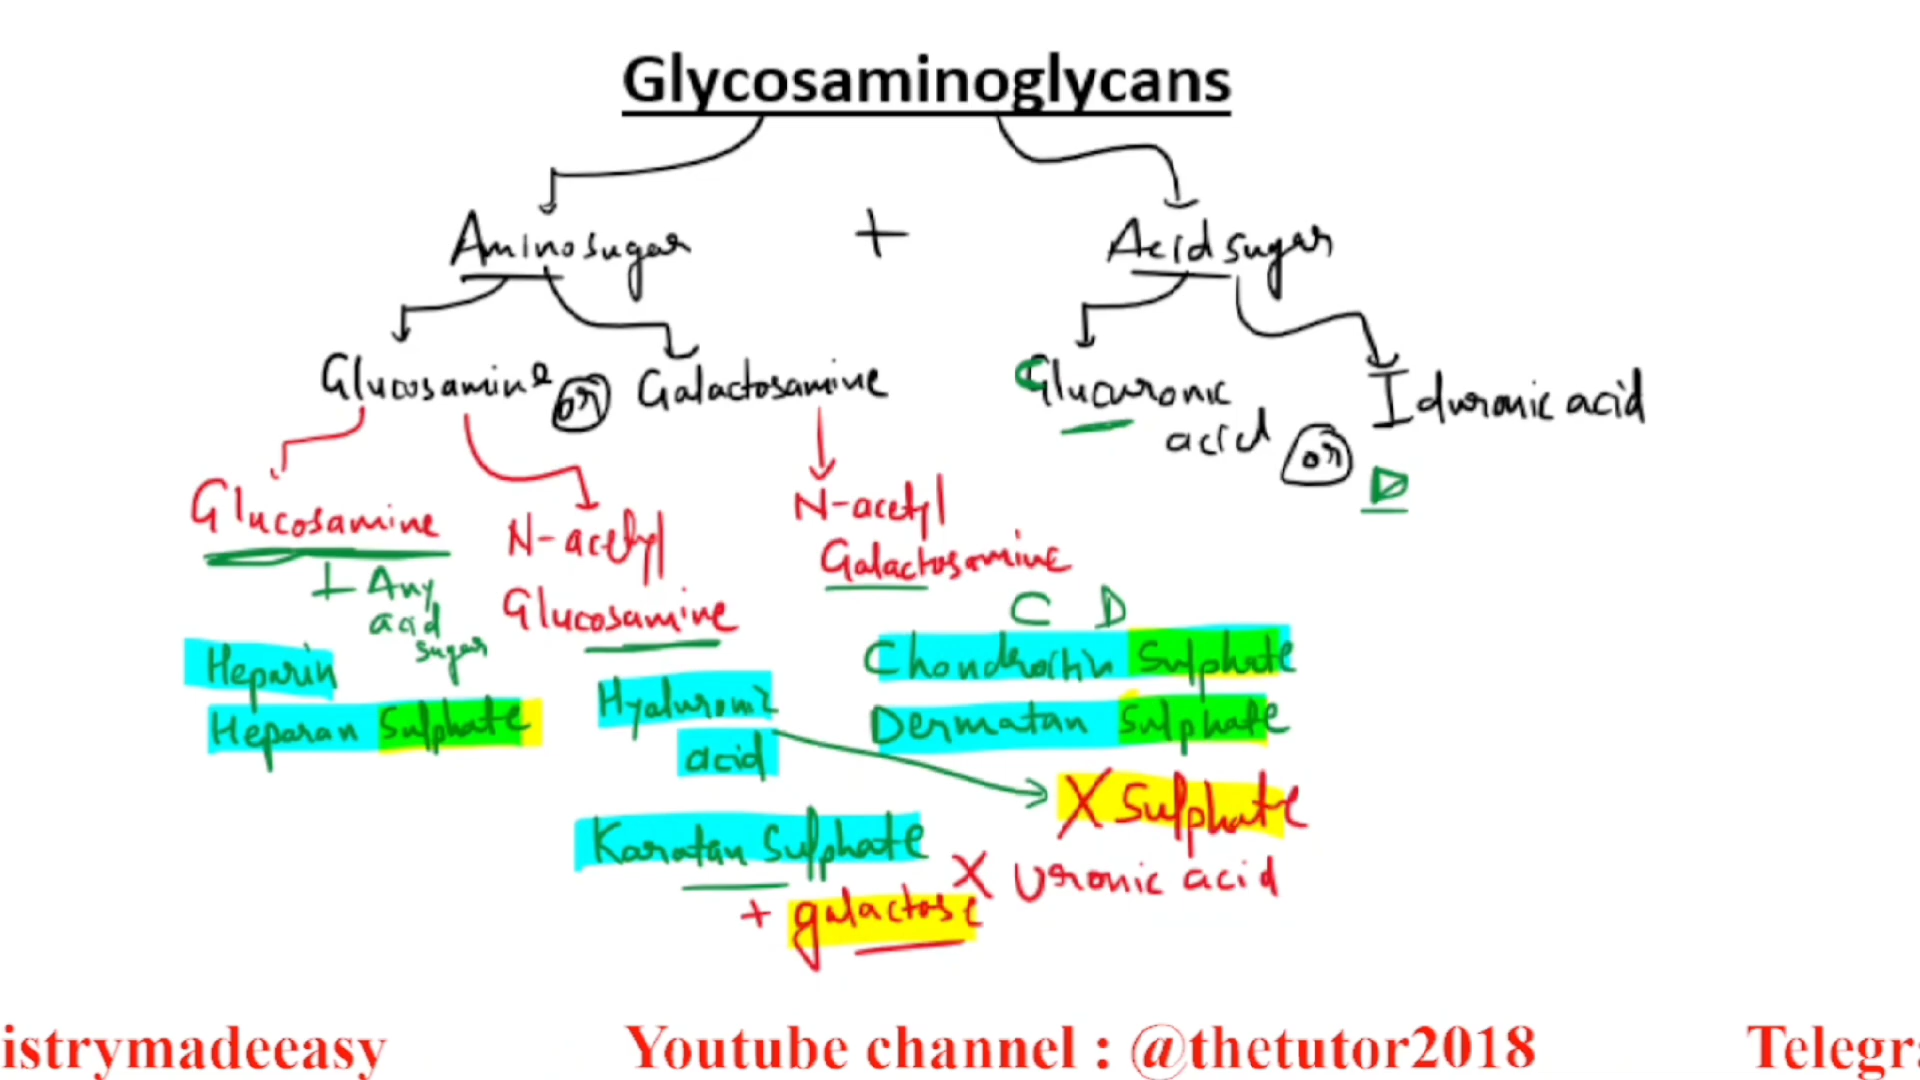 Glycosaminoglycans
Aminosugar + Acid sugar
Glucosamine or Galactosamine
Glucuronic acid or Iduronic acid
D
Glucosamine
+ Any
acid
sugar
N-acetyl
Glucosamine
N-acetyl
Galactosamine
C D
Heparin
Heparan Sulphate
Hyaluronic
acid
Chondroitin Sulphate
Dermatan Sulphate
X Sulphate
Karatan Sulphate
X Uronic acid
+ galactose
istrymadeeasy Youtube channel : @thetutor2018 Telegr